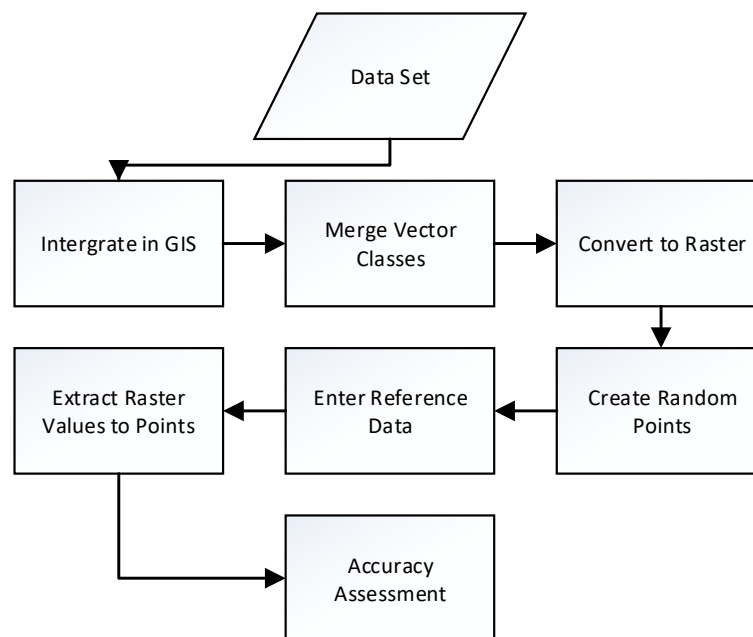 Data Set
Intergrate in GIS
Merge Vector
Classes
Convert to Raster
Create Random
Points
Enter Reference
Data
Extract Raster
Values to Points
Accuracy
Assessment